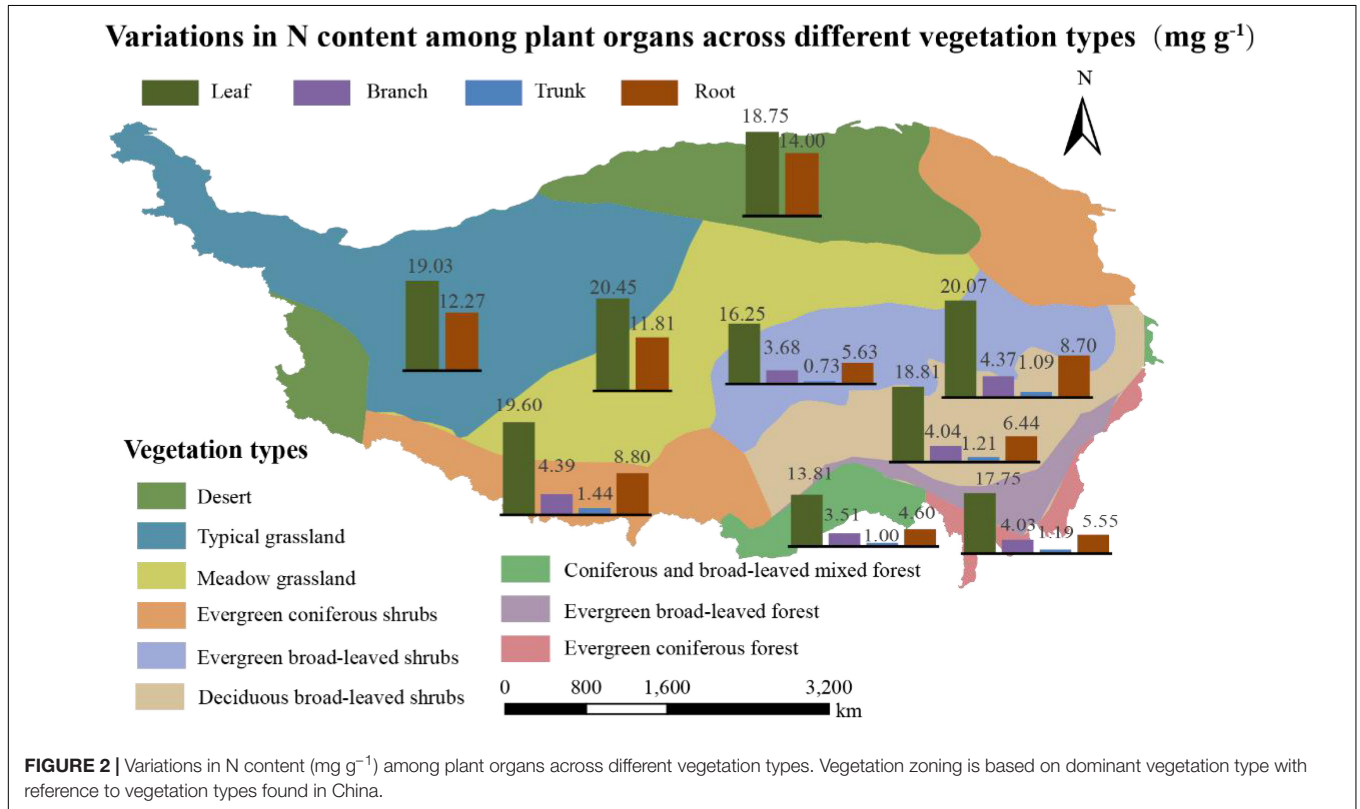 Variations in N content among plant organs across different vegetation types (mg g⁻¹)
Leaf Branch Trunk Root
N
18.75
14.00
19.03
12.27
20.45
11.81
16.25
3.68
0.73
5.63
20.07
4.37
1.09
8.70
18.81
4.04
1.21
6.44
19.60
4.39
1.44
8.80
13.81
3.51
1.00
4.60
17.75
4.03
1.19
5.55
Vegetation types
Desert
Typical grassland
Meadow grassland
Evergreen coniferous shrubs
Evergreen broad-leaved shrubs
Deciduous broad-leaved shrubs
Coniferous and broad-leaved mixed forest
Evergreen broad-leaved forest
Evergreen coniferous forest
0 800 1,600 3,200
km
FIGURE 2 | Variations in N content (mg g⁻¹) among plant organs across different vegetation types. Vegetation zoning is based on dominant vegetation type with
reference to vegetation types found in China.